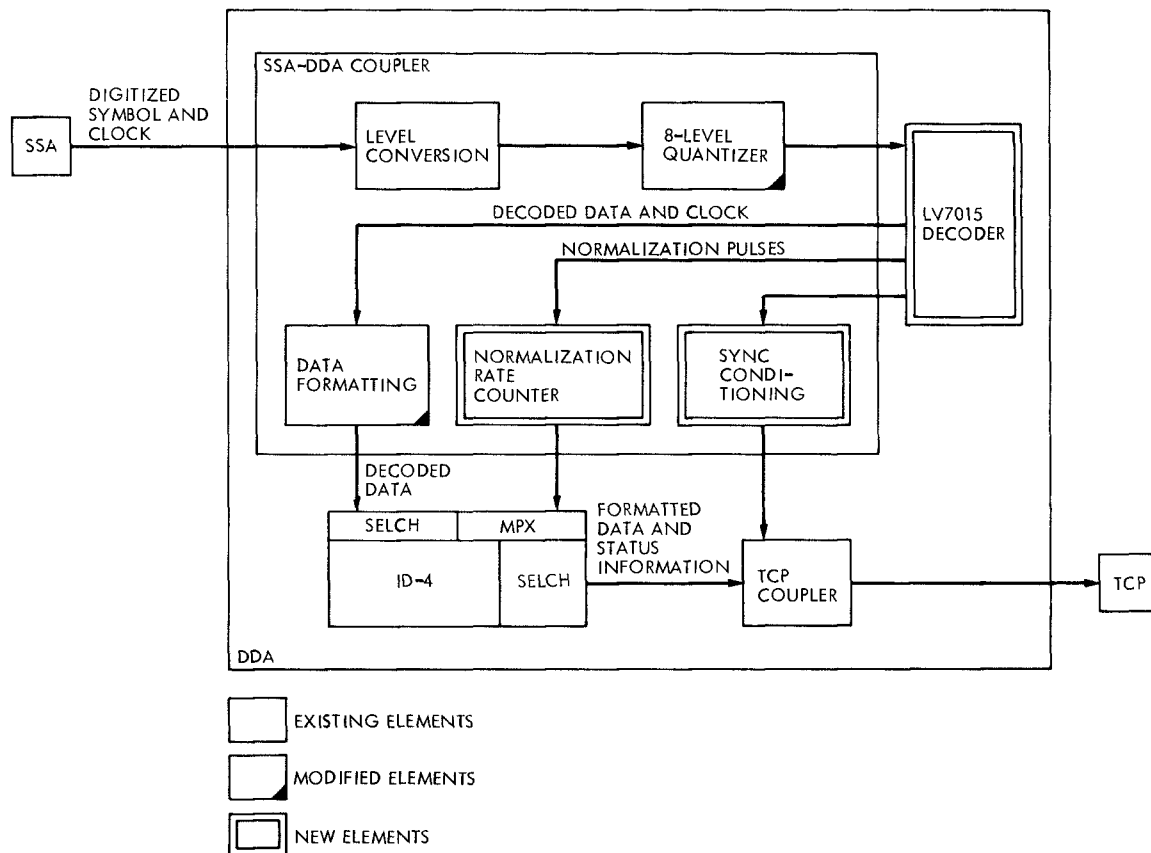 SSA-DDA COUPLER
DIGITIZED
SYMBOL AND
CLOCK
SSA
LEVEL
CONVERSION
8-LEVEL
QUANTIZER
LV7015
DECODER
DECODED DATA AND CLOCK
NORMALIZATION PULSES
DATA
FORMATTING
NORMALIZATION
RATE
COUNTER
SYNC
CONDI-
TIONING
DECODED
DATA
SELCH
MPX
ID-4
SELCH
FORMATTED
DATA AND
STATUS
INFORMATION
TCP
COUPLER
TCP
DDA
EXISTING ELEMENTS
MODIFIED ELEMENTS
NEW ELEMENTS